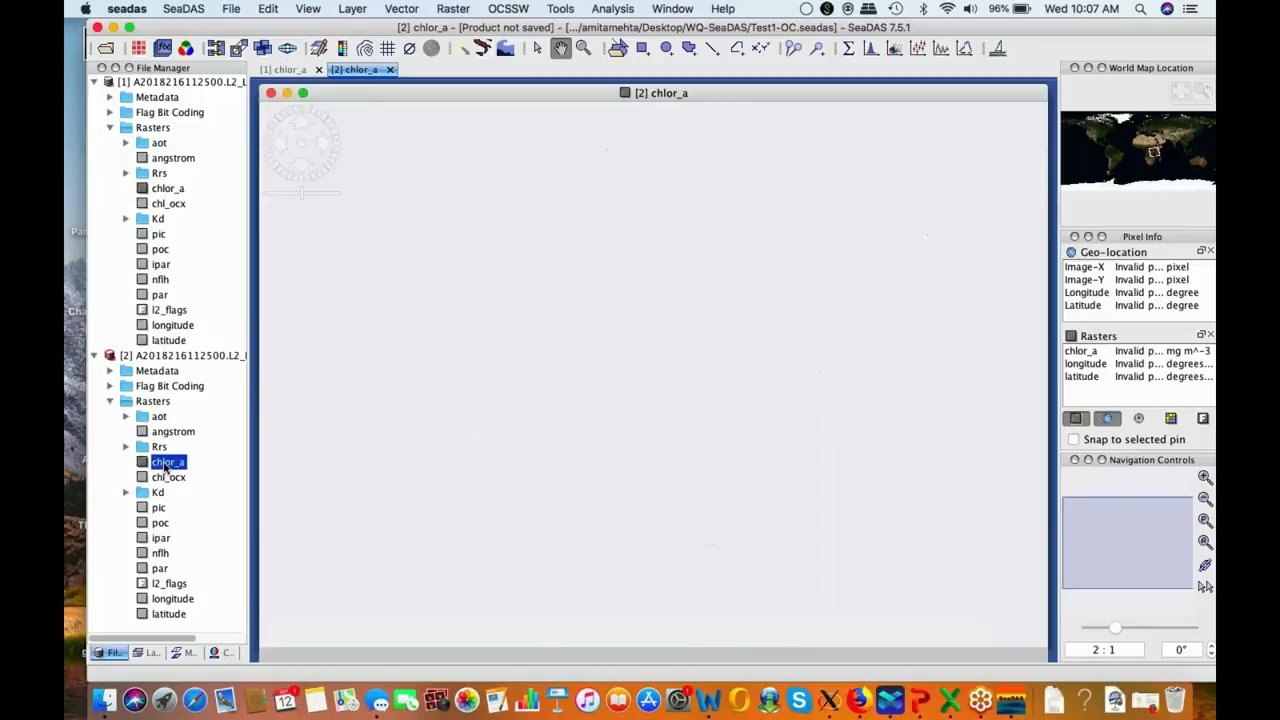 seadas File Edit View Layer Vector Raster OCSSW Tools Analysis Window Help 96% Wed 10:07 AM
[2] chlor_a - [Product not saved] - [.../amitamehta/Desktop/WQ-SeaDAS/Test1-OC.seadas] - SeaDAS 7.5.1
File Manager
[1] chlor_a
[2] chlor_a
World Map Location
[1] A2018216112500.L2_
Metadata
Flag Bit Coding
Rasters
aot
angstrom
Rrs
chlor_a
chl_ocx
Kd
pic
poc
ipar
nflh
par
l2_flags
longitude
latitude
[2] A2018216112500.L2_
Metadata
Flag Bit Coding
Rasters
aot
angstrom
Rrs
chlor_a
chl_ocx
Kd
pic
poc
ipar
nflh
par
l2_flags
longitude
latitude
Fil... La... M... C...
[2] chlor_a
Pixel Info
Geo-location
Image-X Invalid p... pixel
Image-Y Invalid p... pixel
Longitude Invalid p... degree
Latitude Invalid p... degree
Rasters
chlor_a Invalid p... mg m^-3
longitude Invalid p... degrees...
latitude Invalid p... degrees...
Snap to selected pin
Navigation Controls
2 : 1 0°